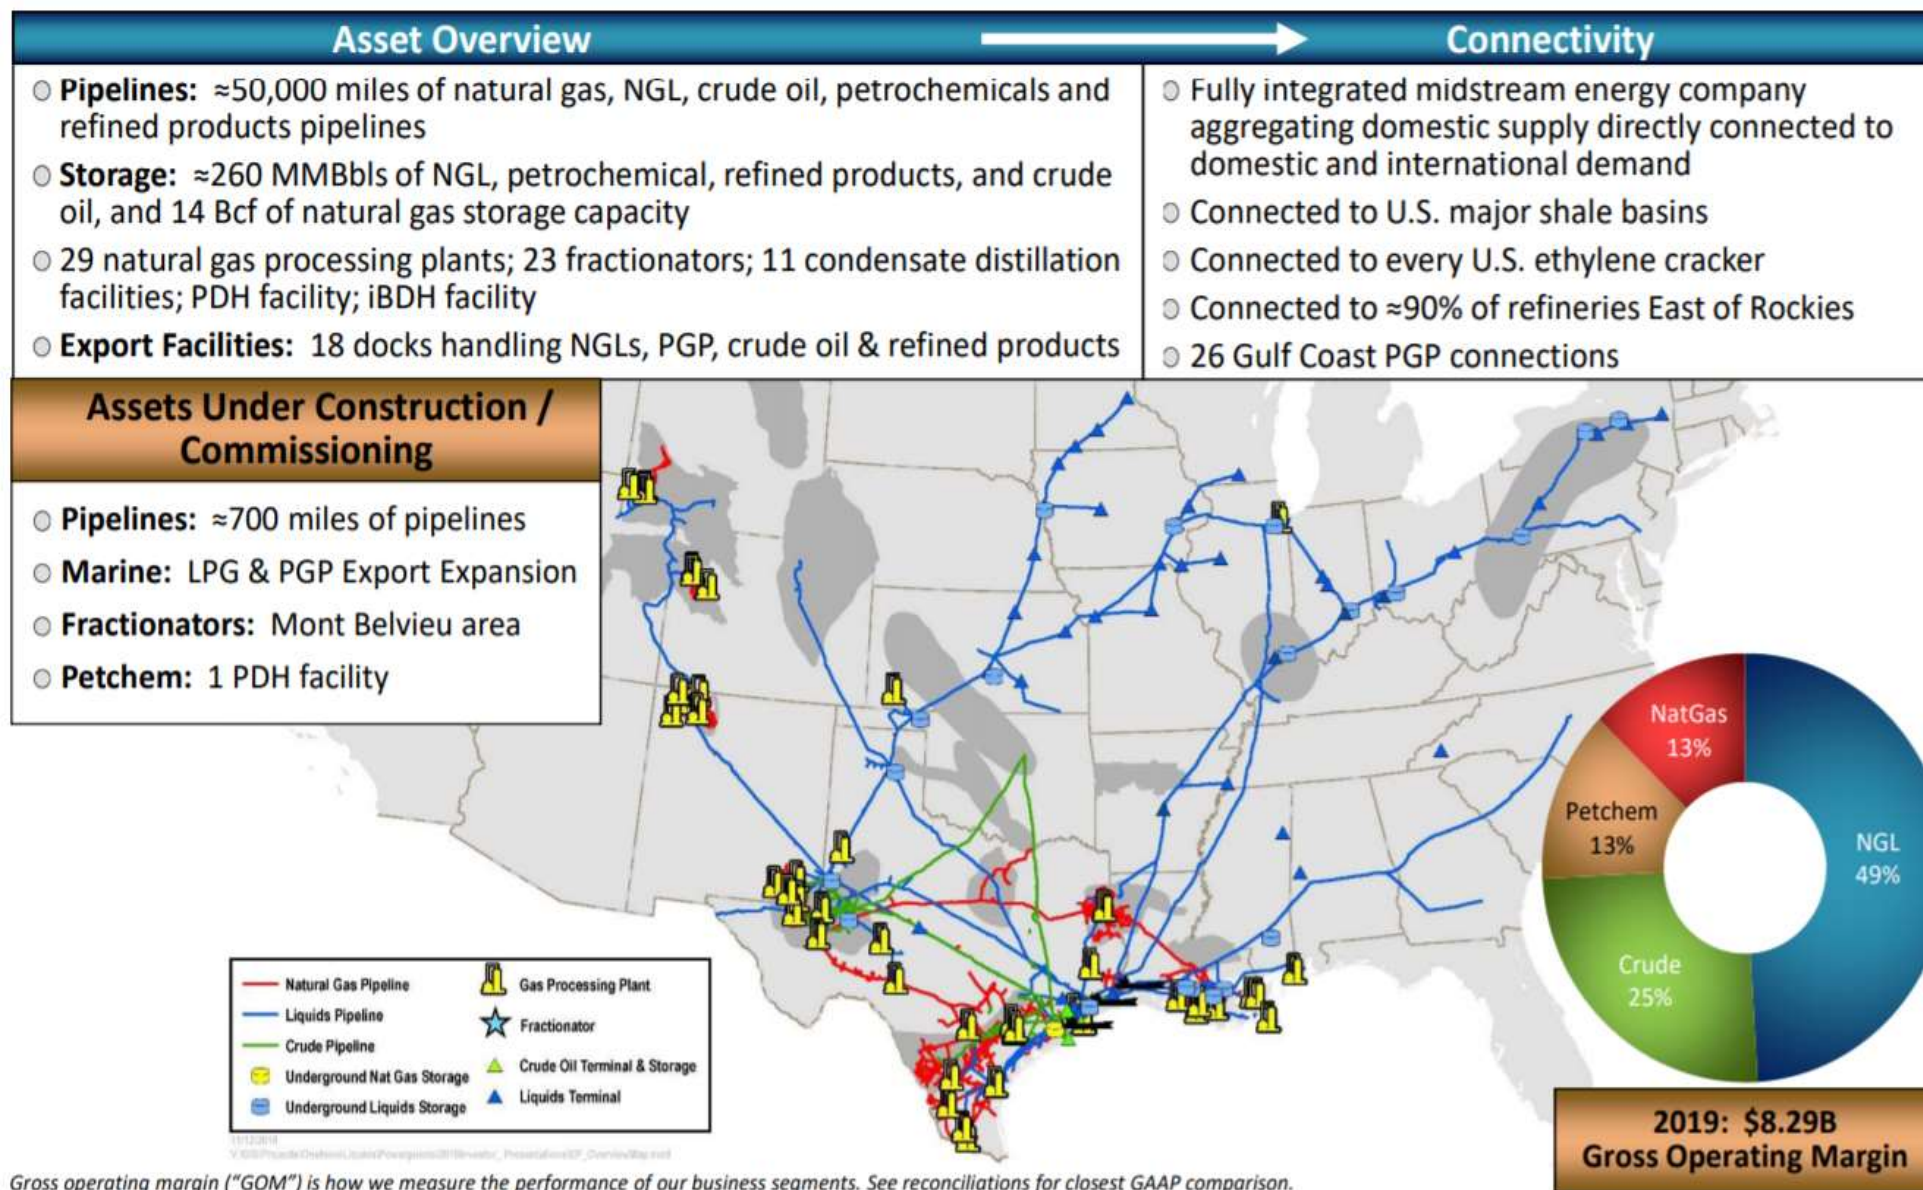 Asset Overview
Connectivity
Pipelines: ≈50,000 miles of natural gas, NGL, crude oil, petrochemicals and
refined products pipelines
Storage: ≈260 MMBbls of NGL, petrochemical, refined products, and crude
oil, and 14 Bcf of natural gas storage capacity
29 natural gas processing plants; 23 fractionators; 11 condensate distillation
facilities; PDH facility; iBDH facility
Export Facilities: 18 docks handling NGLs, PGP, crude oil & refined products
Fully integrated midstream energy company
aggregating domestic supply directly connected to
domestic and international demand
Connected to U.S. major shale basins
Connected to every U.S. ethylene cracker
Connected to ≈90% of refineries East of Rockies
26 Gulf Coast PGP connections
Assets Under Construction /
Commissioning
Pipelines: ≈700 miles of pipelines
Marine: LPG & PGP Export Expansion
Fractionators: Mont Belvieu area
Petchem: 1 PDH facility
NatGas
13%
Petchem
13%
NGL
49%
Crude
25%
Natural Gas Pipeline
Liquids Pipeline
Crude Pipeline
Underground Nat Gas Storage
Underground Liquids Storage
Gas Processing Plant
Fractionator
Crude Oil Terminal & Storage
Liquids Terminal
2019: $8.29B
Gross Operating Margin
Gross operating margin ("GOM") is how we measure the performance of our business segments. See reconciliations for closest GAAP comparison.